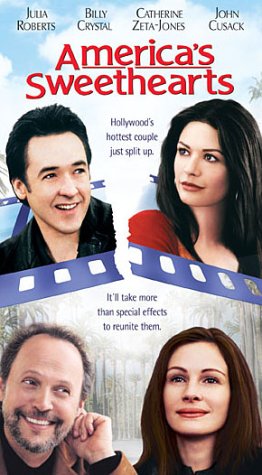 JULIA ROBERTS
BILLY CRYSTAL
CATHERINE ZETA-JONES
JOHN CUSACK
AMERICA'S
SWEETHEARTS
Hollywood's
hottest couple
just split up.
It'll take more
than special effects
to reunite them.